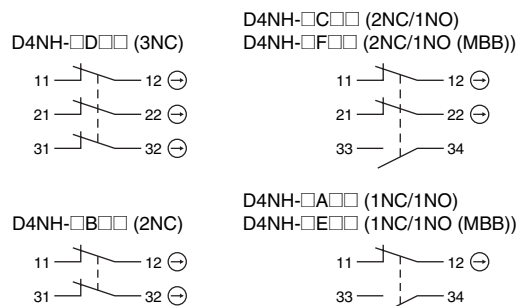 D4NH-□D□□ (3NC)
11 12
21 22
31 32
D4NH-□C□□ (2NC/1NO)
D4NH-□F□□ (2NC/1NO (MBB))
11 12
21 22
33 34
D4NH-□B□□ (2NC)
11 12
31 32
D4NH-□A□□ (1NC/1NO)
D4NH-□E□□ (1NC/1NO (MBB))
11 12
33 34